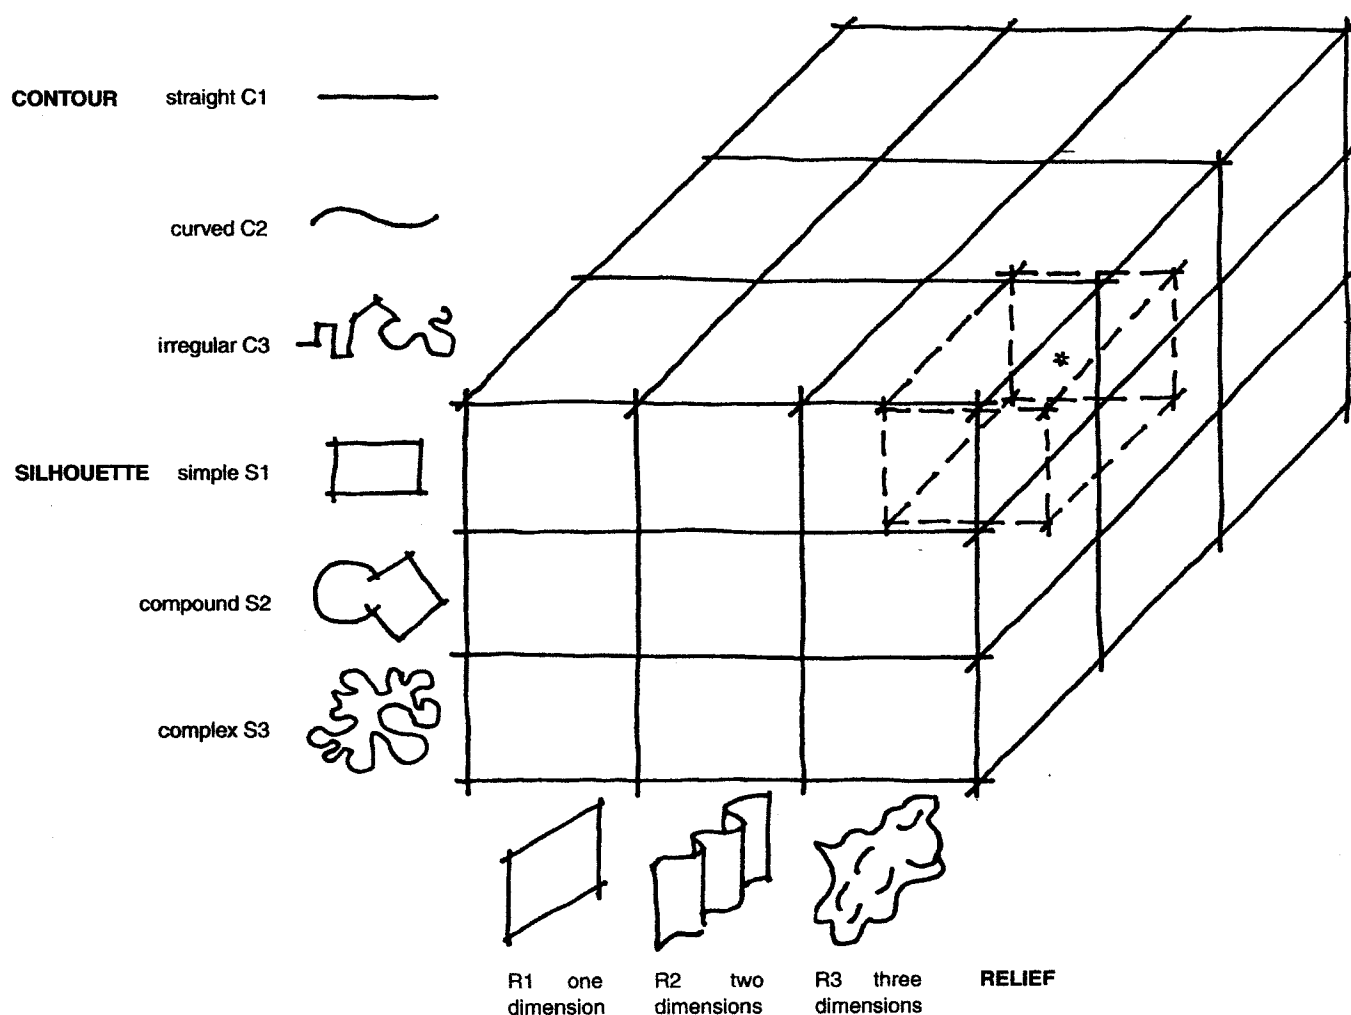 CONTOUR straight C1
curved C2
irregular C3
*
SILHOUETTE simple S1
compound S2
complex S3
R1 one dimension
R2 two dimensions
R3 three dimensions
RELIEF